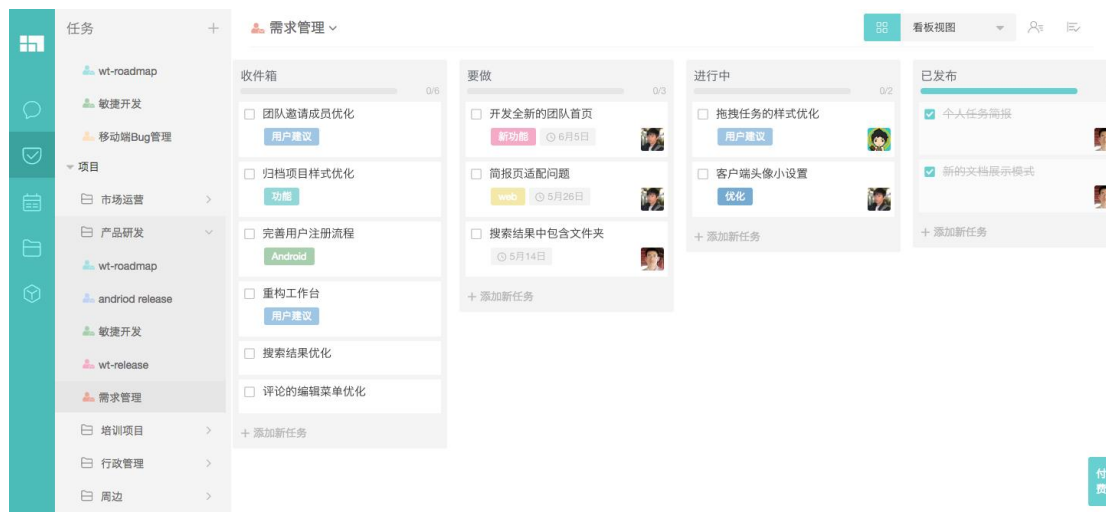 任务
wt-roadmap
敏捷开发
移动端Bug管理
项目
市场运营
产品研发
wt-roadmap
andriod release
敏捷开发
wt-release
需求管理
培训项目
行政管理
周边
需求管理
看板视图
收件箱
0/6
团队邀请成员优化
用户建议
归档项目样式优化
功能
完善用户注册流程
Android
重构工作台
用户建议
搜索结果优化
评论的编辑菜单优化
+ 添加新任务
要做
0/3
开发全新的团队首页
新功能 6月5日
简报页适配问题
web 5月26日
搜索结果中包含文件夹
5月14日
+ 添加新任务
进行中
0/2
拖拽任务的样式优化
用户建议
客户端头像小设置
优化
+ 添加新任务
已发布
个人任务简报
新的文档展示模式
+ 添加新任务
付
费